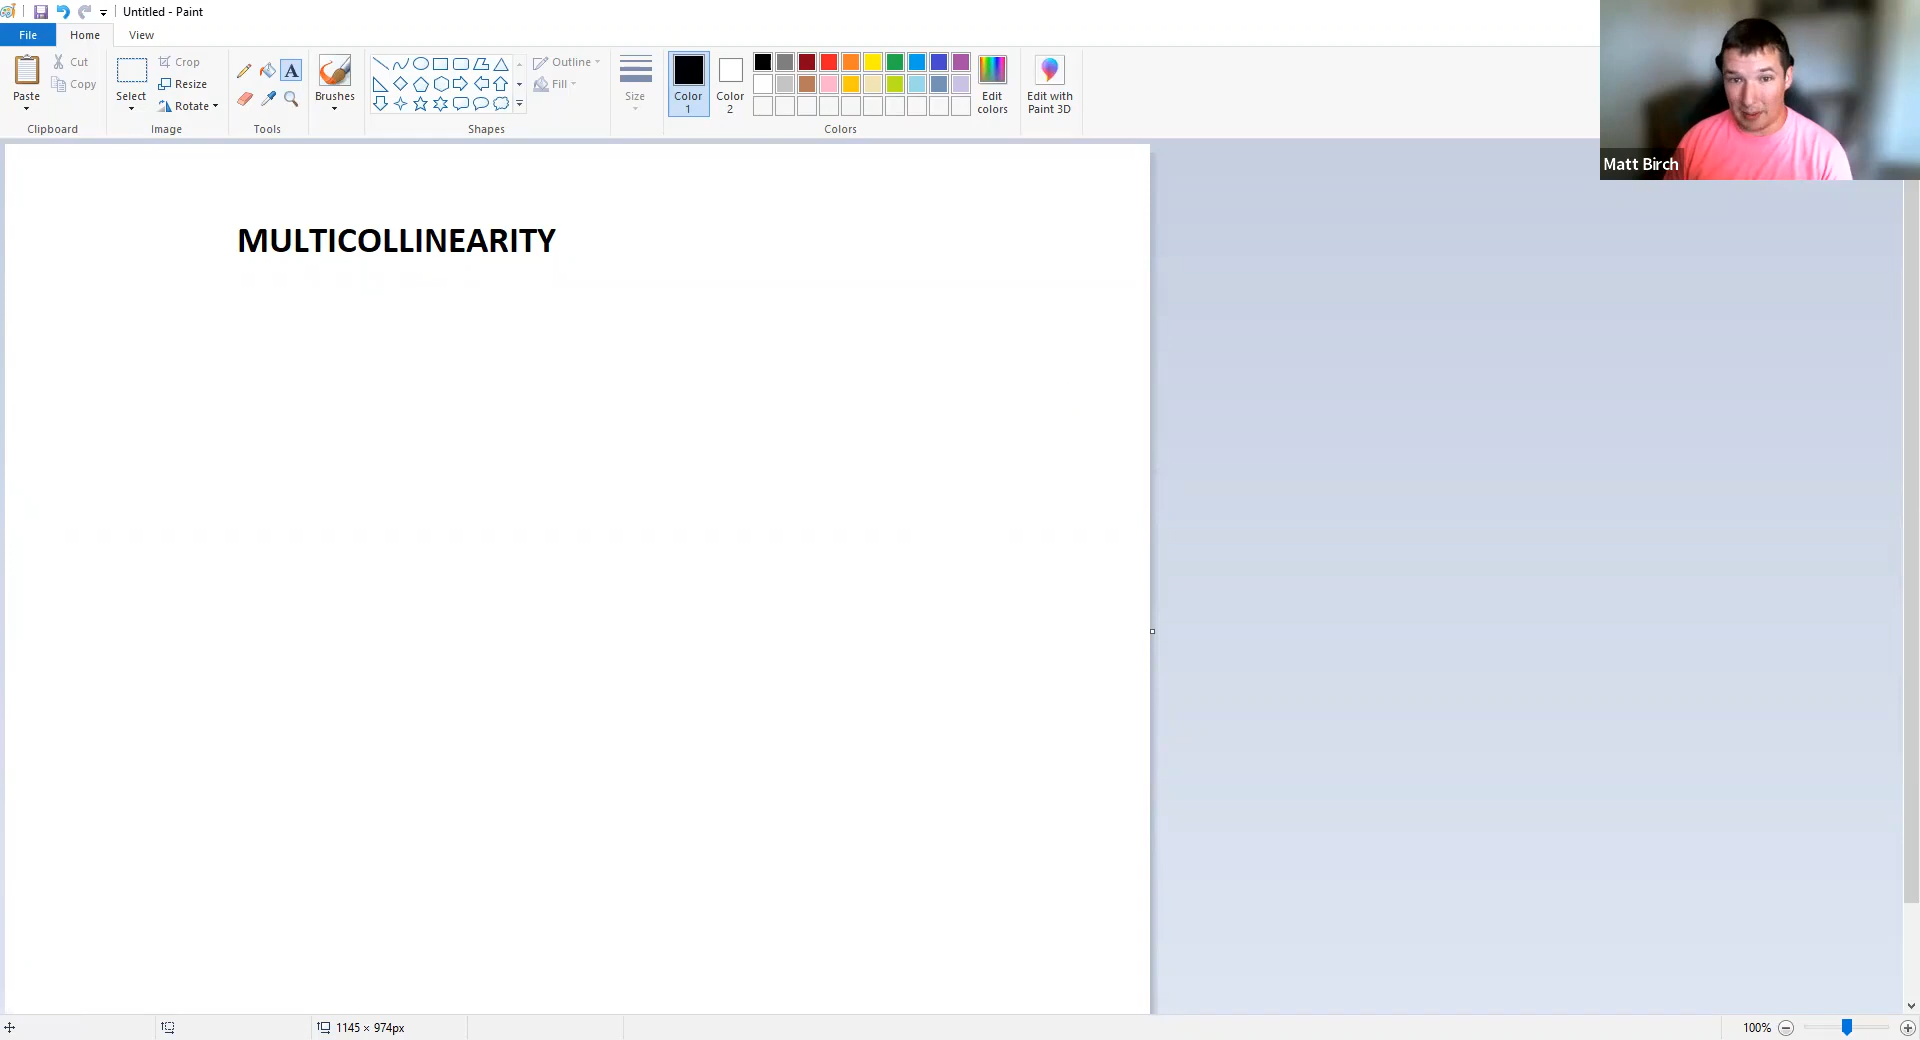 Untitled - Paint
File Home View
Paste
Cut
Copy
Clipboard
Select
Crop
Resize
Rotate
Image
A
Tools
Brushes
Shapes
Outline
Fill
Size
Color 1
Color 2
Colors
Edit colors
Edit with Paint 3D
Matt Birch
MULTICOLLINEARITY
1145 × 974px
100%